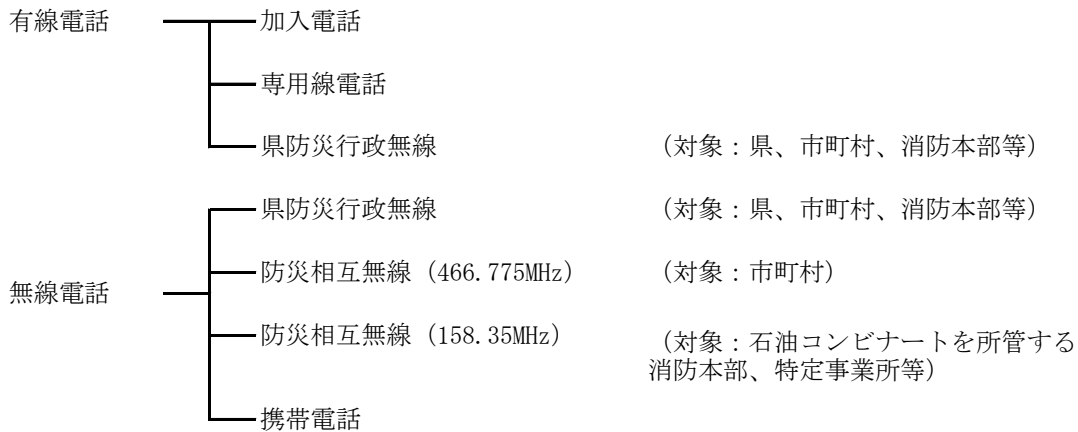 有線電話 加入電話
専用線電話
県防災行政無線 （対象：県、市町村、消防本部等）
県防災行政無線 （対象：県、市町村、消防本部等）
防災相互無線（466.775MHz） （対象：市町村）
無線電話
防災相互無線（158.35MHz） （対象：石油コンビナートを所管する
消防本部、特定事業所等）
携帯電話